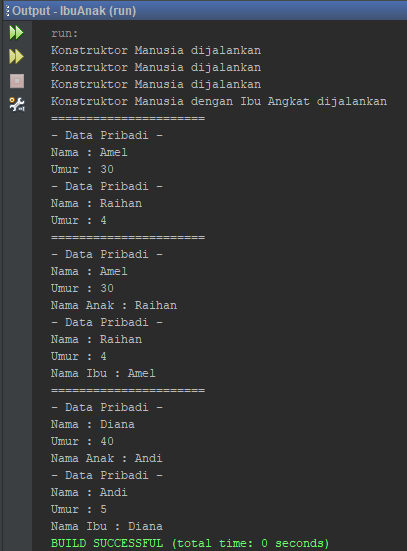 Output - IbuAnak (run)
run:
Konstruktor Manusia dijalankan
Konstruktor Manusia dijalankan
Konstruktor Manusia dijalankan
Konstruktor Manusia dengan Ibu Angkat dijalankan
======================
- Data Pribadi -
Nama : Amel
Umur : 30
- Data Pribadi -
Nama : Raihan
Umur : 4
======================
- Data Pribadi -
Nama : Amel
Umur : 30
Nama Anak : Raihan
- Data Pribadi -
Nama : Raihan
Umur : 4
Nama Ibu : Amel
======================
- Data Pribadi -
Nama : Diana
Umur : 40
Nama Anak : Andi
- Data Pribadi -
Nama : Andi
Umur : 5
Nama Ibu : Diana
BUILD SUCCESSFUL (total time: 0 seconds)